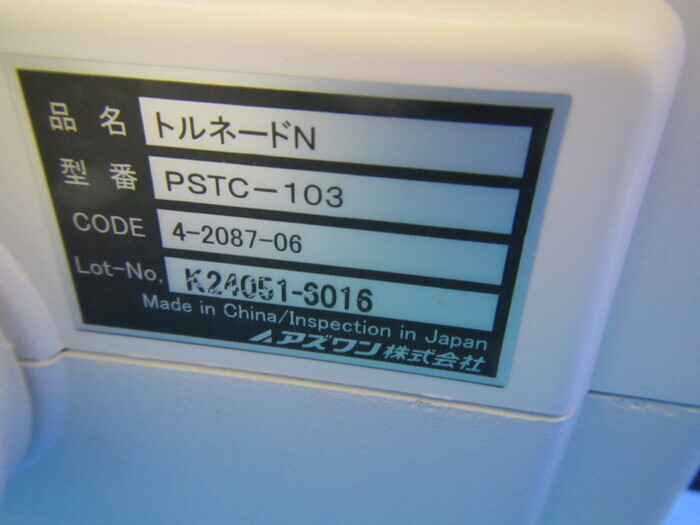 品名 トルネードN
型番 PSTC-103
CODE 4-2087-06
Lot-No. K24051-S016
Made in China/Inspection in Japan
アズワン株式会社